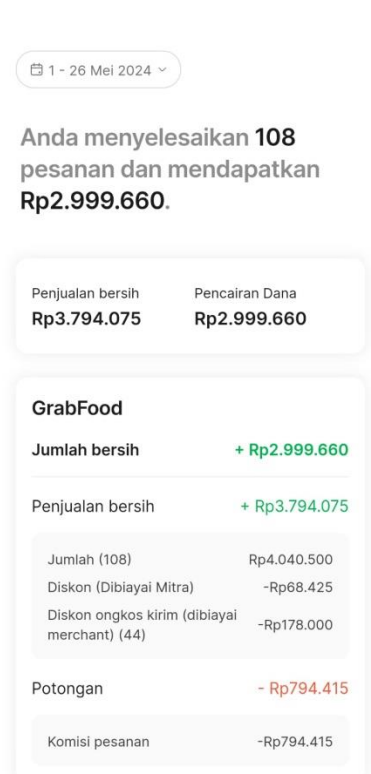 1 - 26 Mei 2024
Anda menyelesaikan 108
pesanan dan mendapatkan
Rp2.999.660.
Penjualan bersih Pencairan Dana
Rp3.794.075 Rp2.999.660
GrabFood
Jumlah bersih + Rp2.999.660
Penjualan bersih + Rp3.794.075
Jumlah (108) Rp4.040.500
Diskon (Dibiayai Mitra) -Rp68.425
Diskon ongkos kirim (dibiayai
merchant) (44) -Rp178.000
Potongan - Rp794.415
Komisi pesanan -Rp794.415